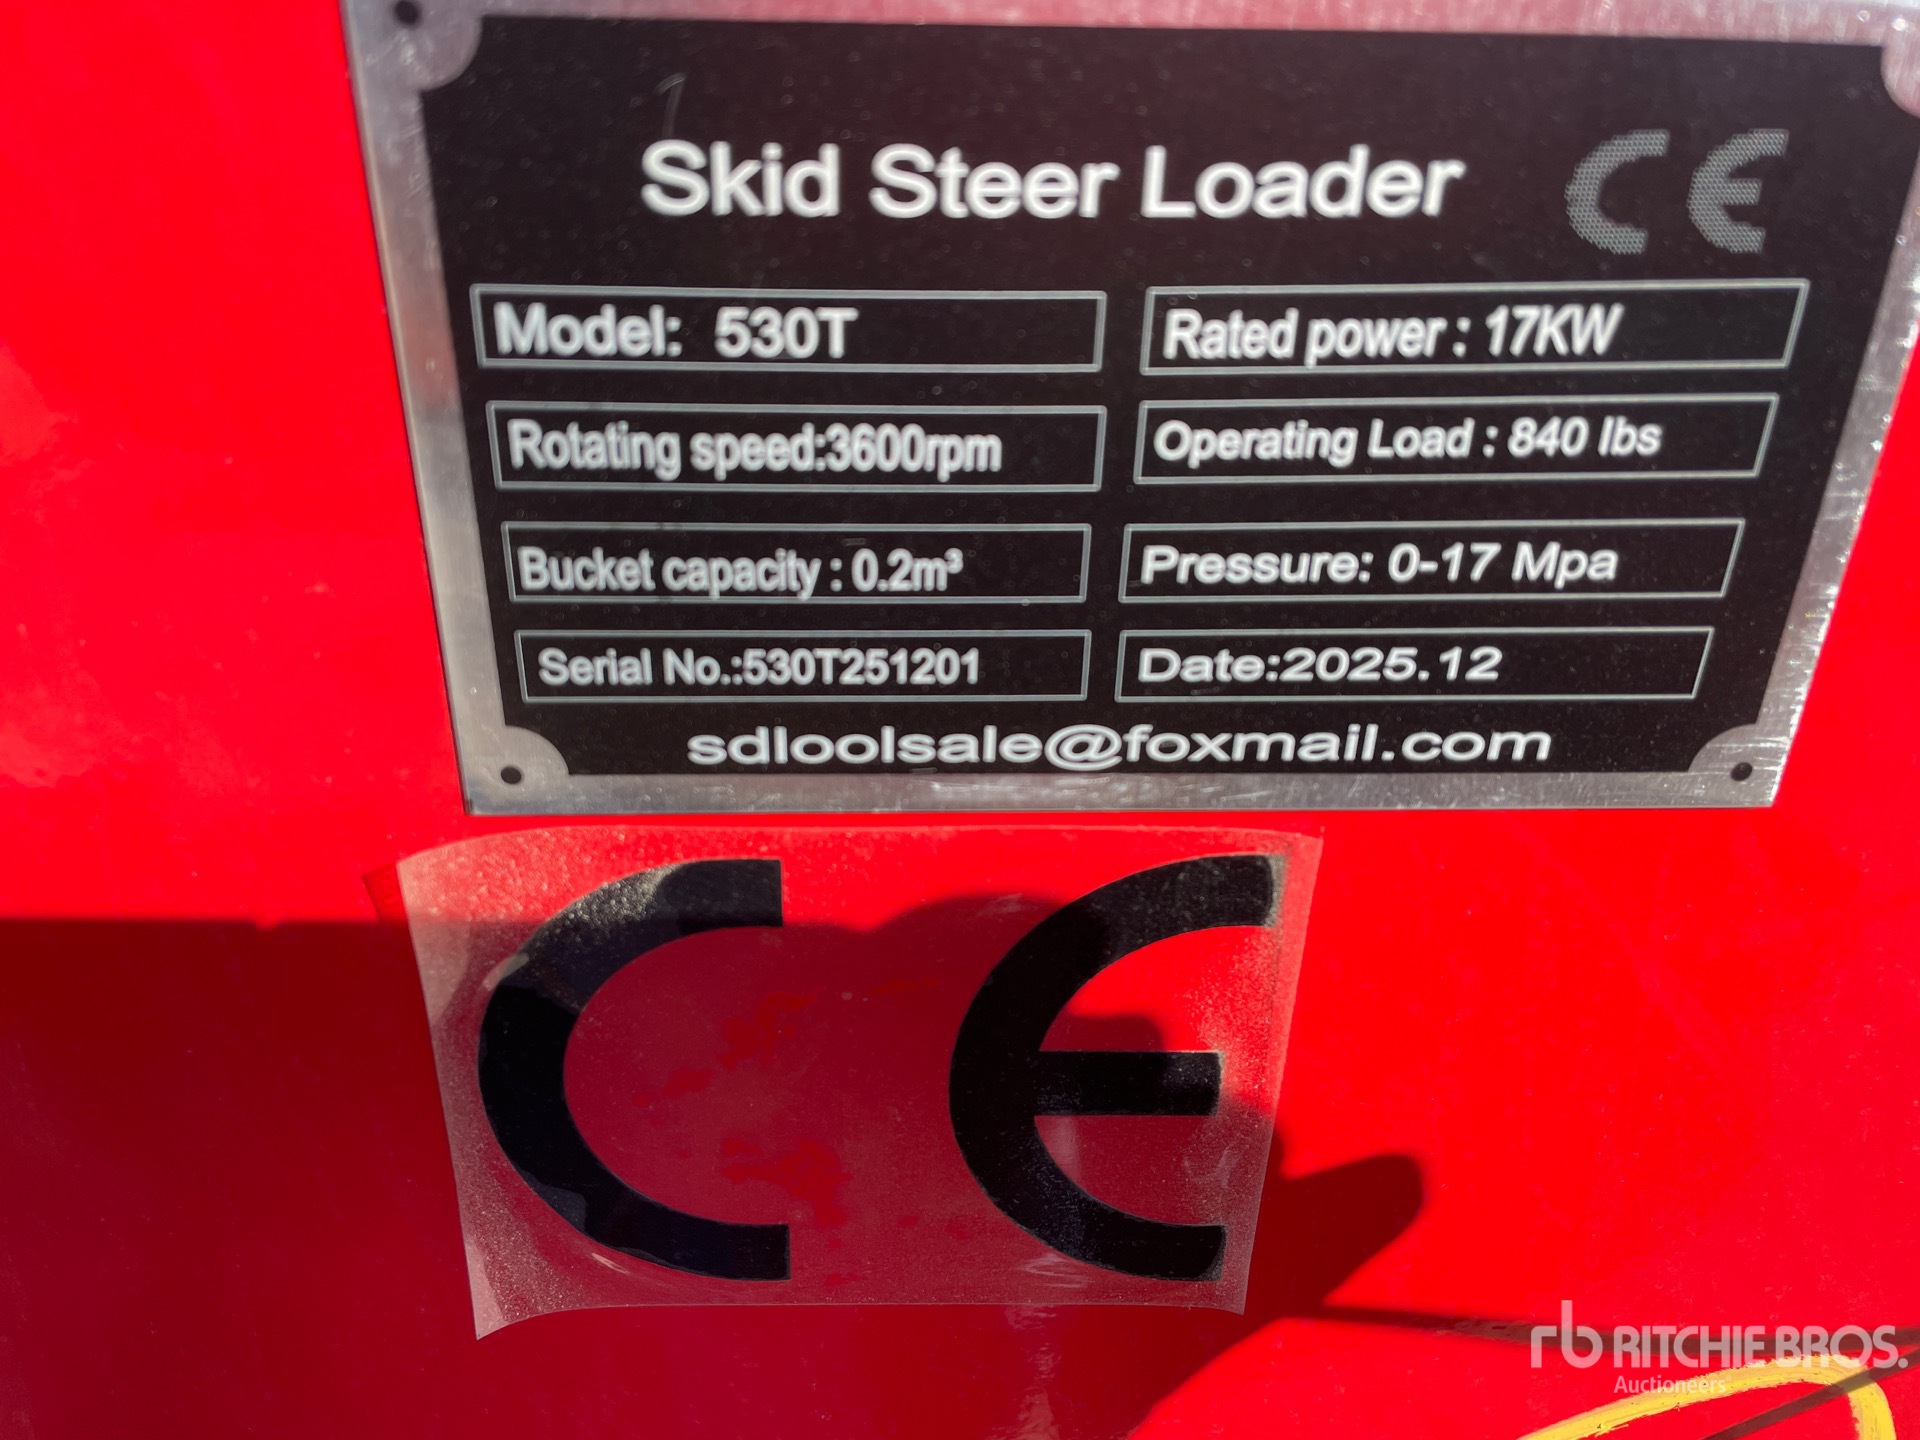 Skid Steer Loader CE
Model: 530T
Rated power : 17KW
Rotating speed:3600rpm
Operating Load : 840 lbs
Bucket capacity : 0.2m³
Pressure: 0-17 Mpa
Serial No.:530T251201
Date:2025.12
sdloolsale@foxmail.com
CE
rb RITCHIE BROS.
Auctioneers